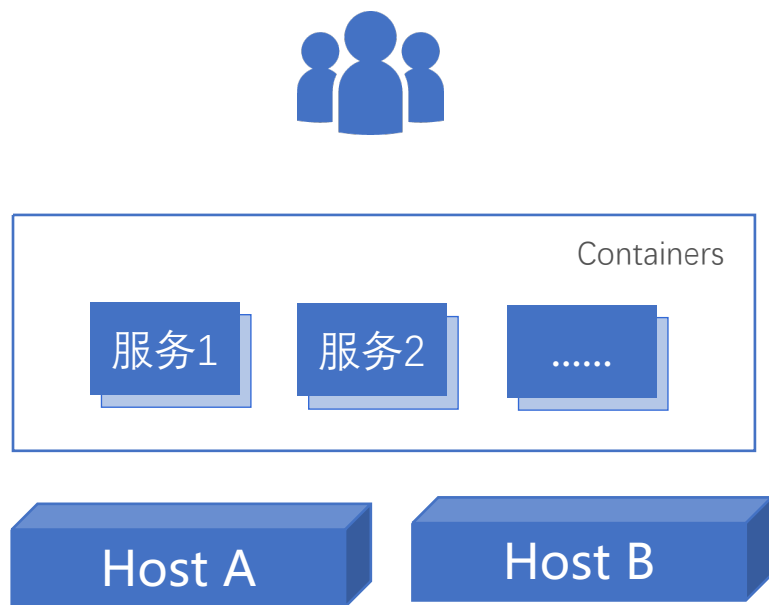 Containers
服务1
服务2
......
Host A
Host B